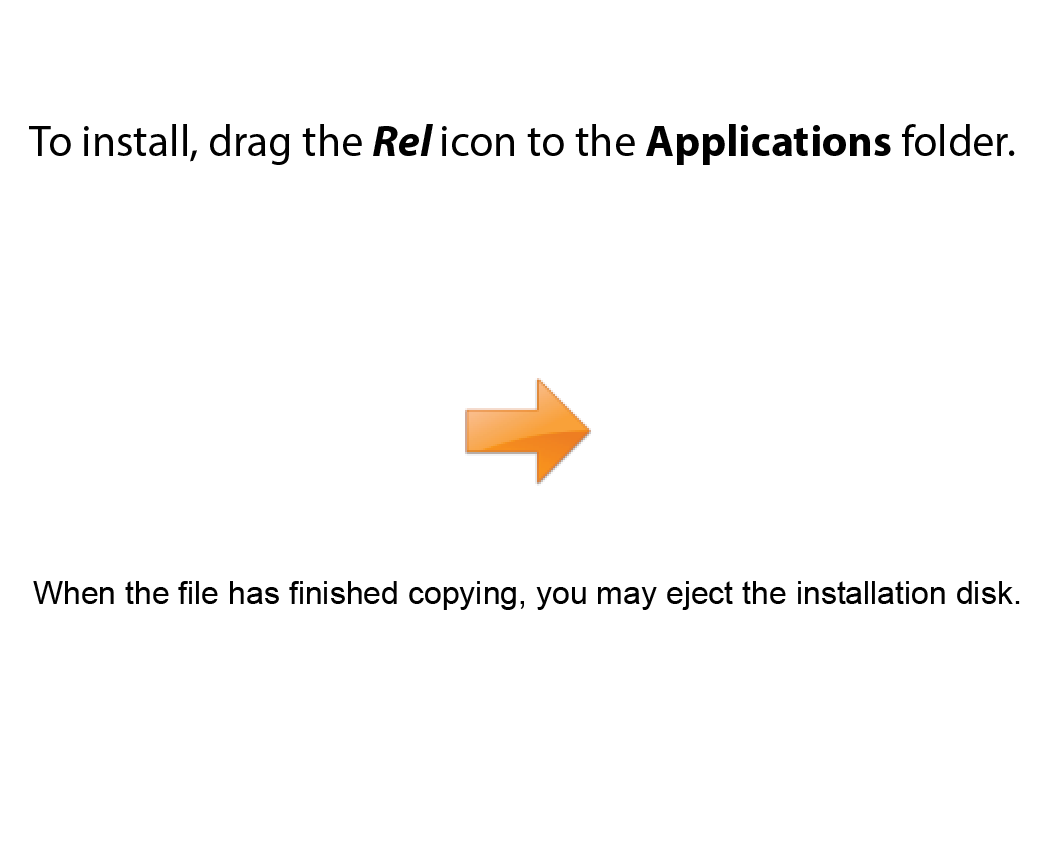 To install, drag the Rel icon to the Applications folder.
When the file has finished copying, you may eject the installation disk.